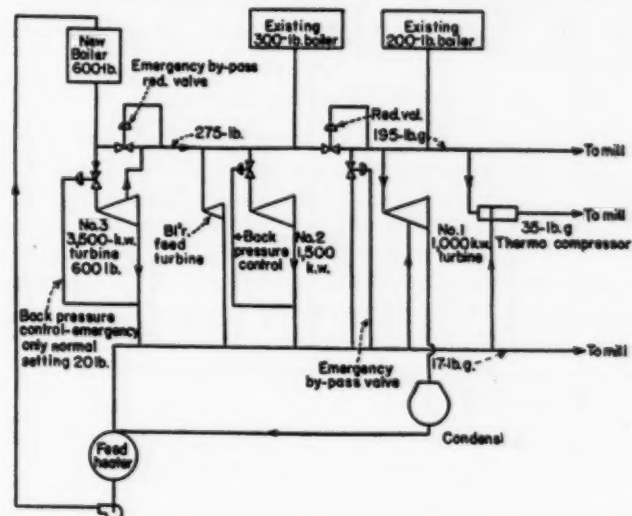 New
Boiler
600 lb.
Existing
300-lb. boiler
Existing
200-lb. boiler
Emergency by-pass
red. valve
275-lb.
Red. val.
195-lb.g.
To mill
No.3
3,500-k.w.
turbine
600 lb.
Bl'r.
feed
turbine
Back
pressure
control
No.2
1,500
k.w.
No.1
1,000 k.w.
turbine
To mill
35-lb. g
Thermo compressor
Back pressure
control-emergency
only normal
setting 20 lb.
Emergency
by-pass valve
17-lb. g.
To mill
Feed
heater
Condensl